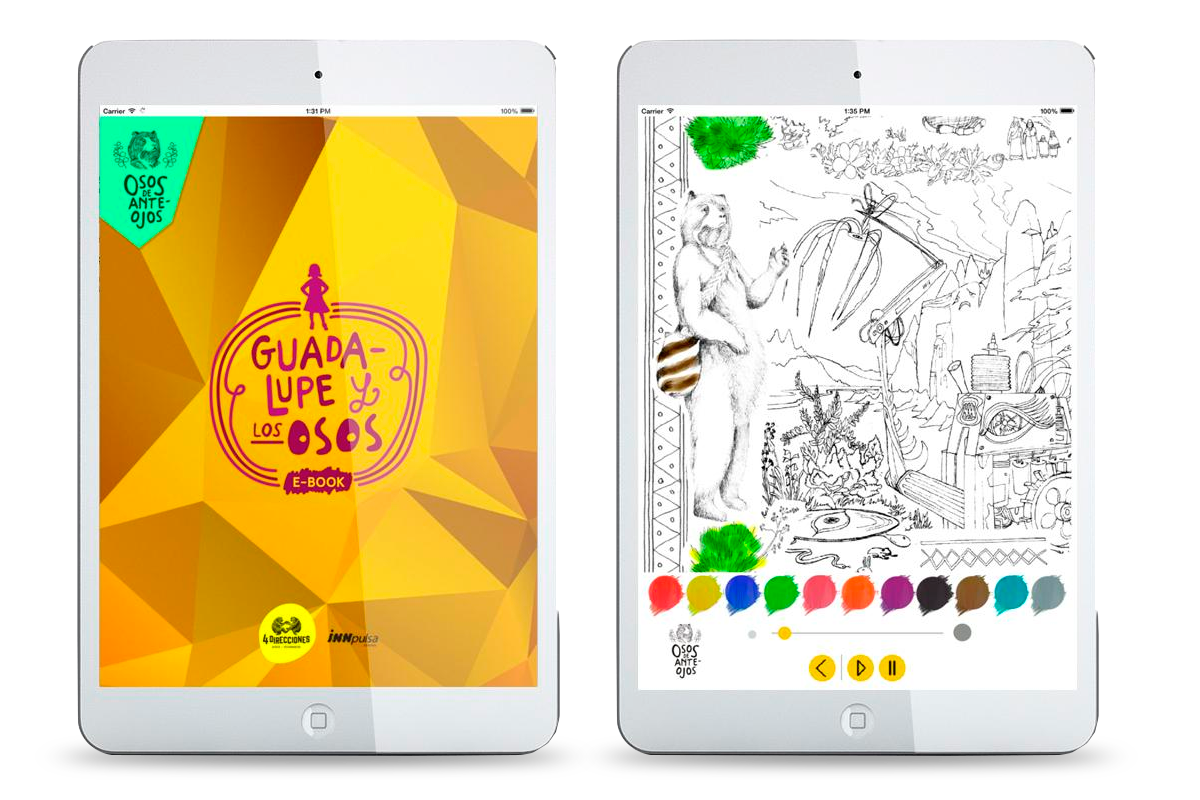 Carrier
1:31 PM
100%
OSOS
DE
ANTE-
OJOS
GUADA-
LUPE y
LOS OSOS
E-BOOK
4 DIRECCIONES
iNNpulsa
Carrier
1:35 PM
100%
OSOS
DE
ANTE-
OJOS